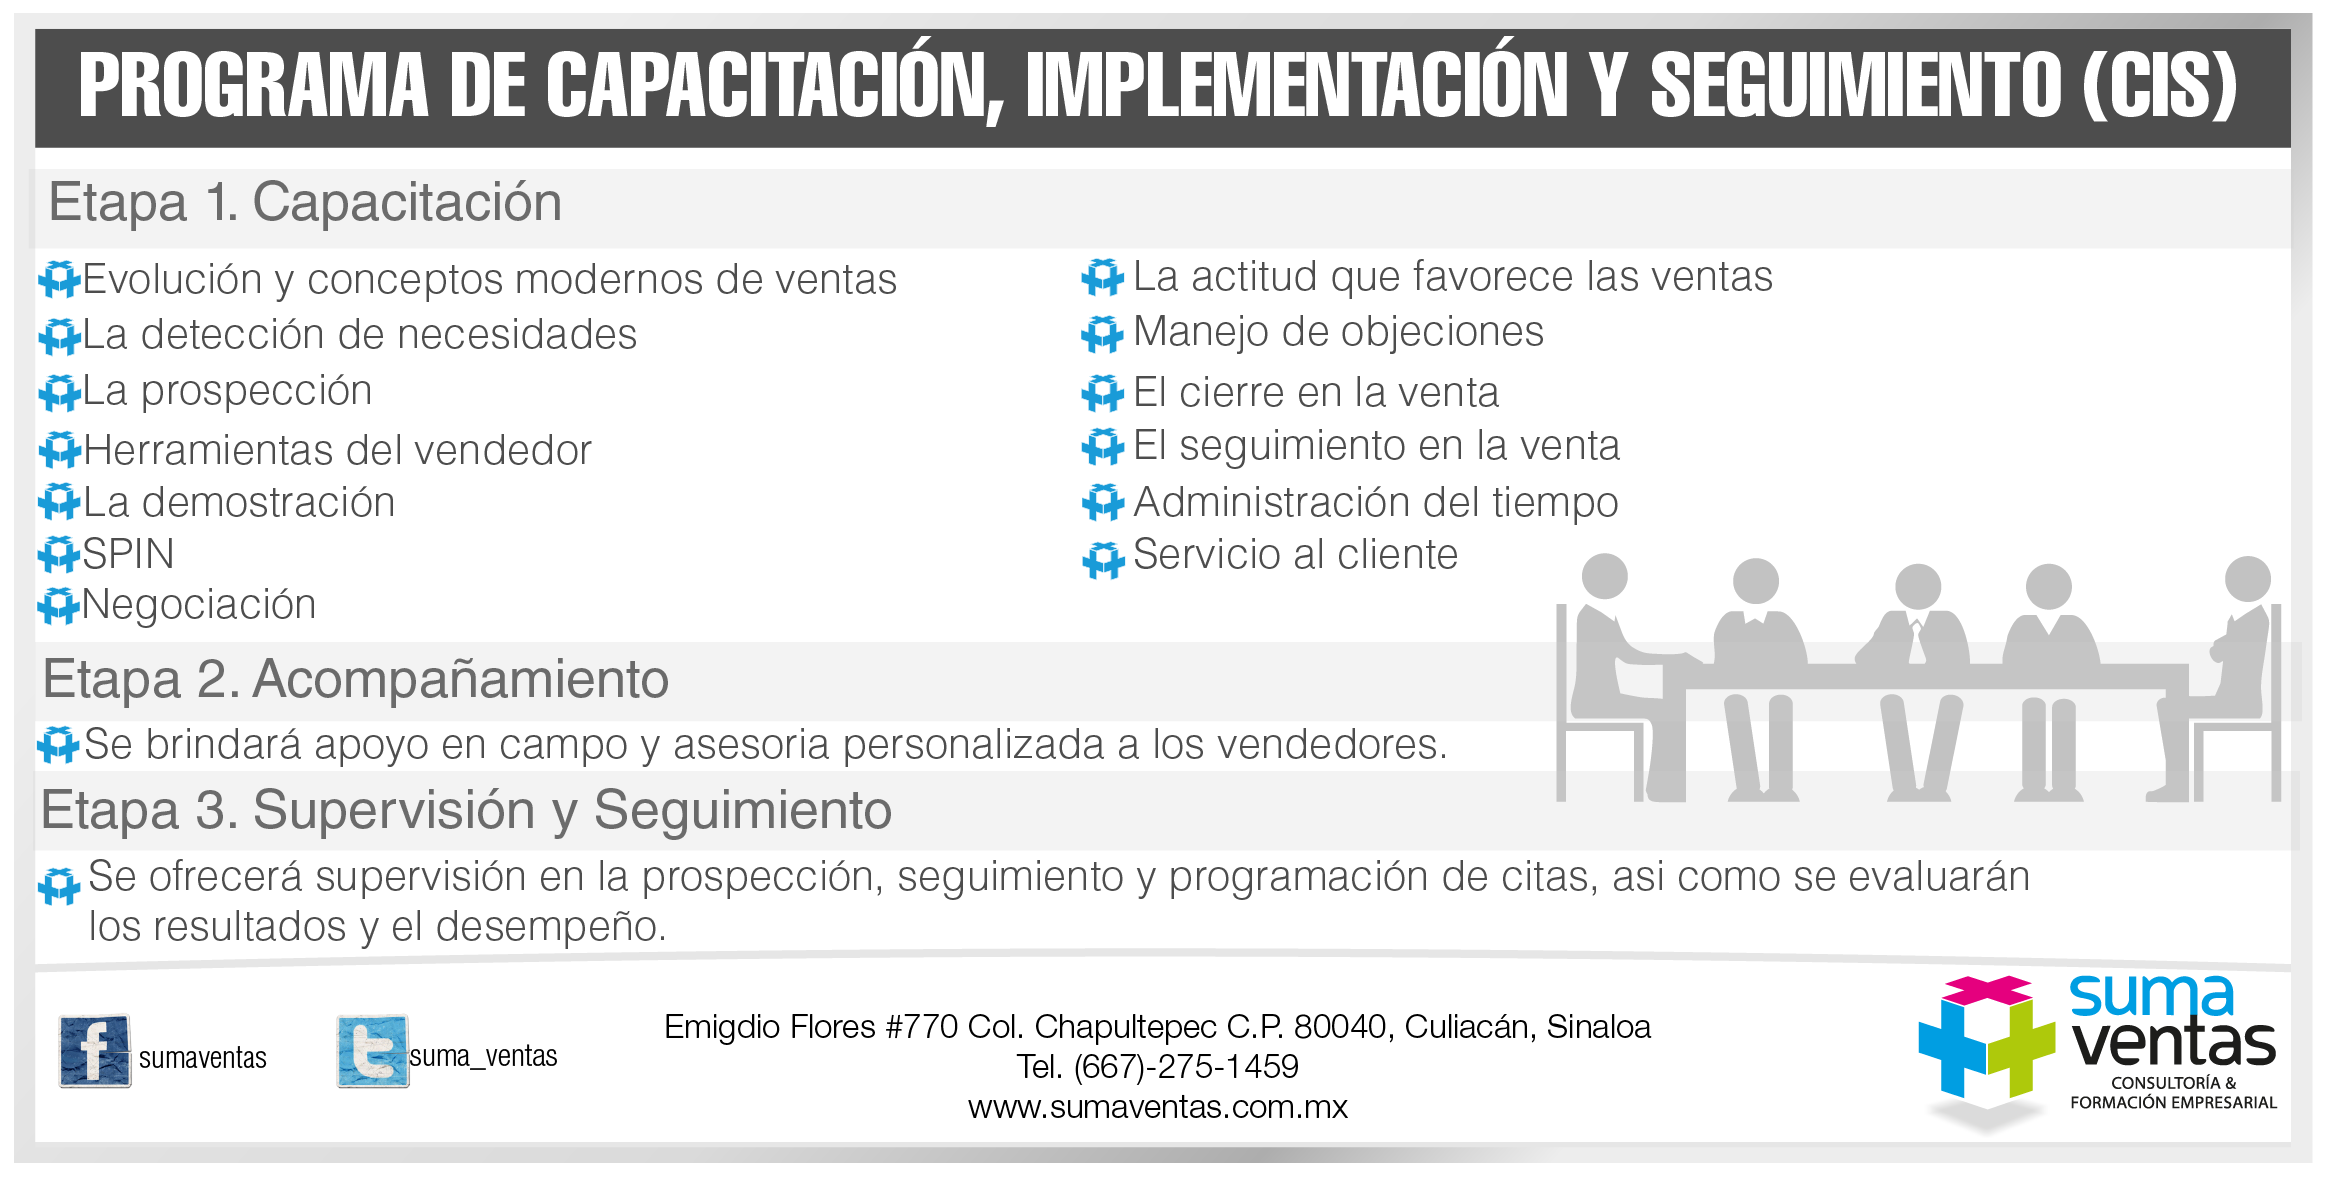 PROGRAMA DE CAPACITACIÓN, IMPLEMENTACIÓN Y SEGUIMIENTO (CIS)
Etapa 1. Capacitación
Evolución y conceptos modernos de ventas
La detección de necesidades
La prospección
Herramientas del vendedor
La demostración
SPIN
Negociación
La actitud que favorece las ventas
Manejo de objeciones
El cierre en la venta
El seguimiento en la venta
Administración del tiempo
Servicio al cliente
Etapa 2. Acompañamiento
Se brindará apoyo en campo y asesoria personalizada a los vendedores.
Etapa 3. Supervisión y Seguimiento
Se ofrecerá supervisión en la prospección, seguimiento y programación de citas, asi como se evaluarán
los resultados y el desempeño.
f sumaventas
t suma_ventas
Emigdio Flores #770 Col. Chapultepec C.P. 80040, Culiacán, Sinaloa
Tel. (667)-275-1459
www.sumaventas.com.mx
suma
ventas
CONSULTORÍA &
FORMACIÓN EMPRESARIAL